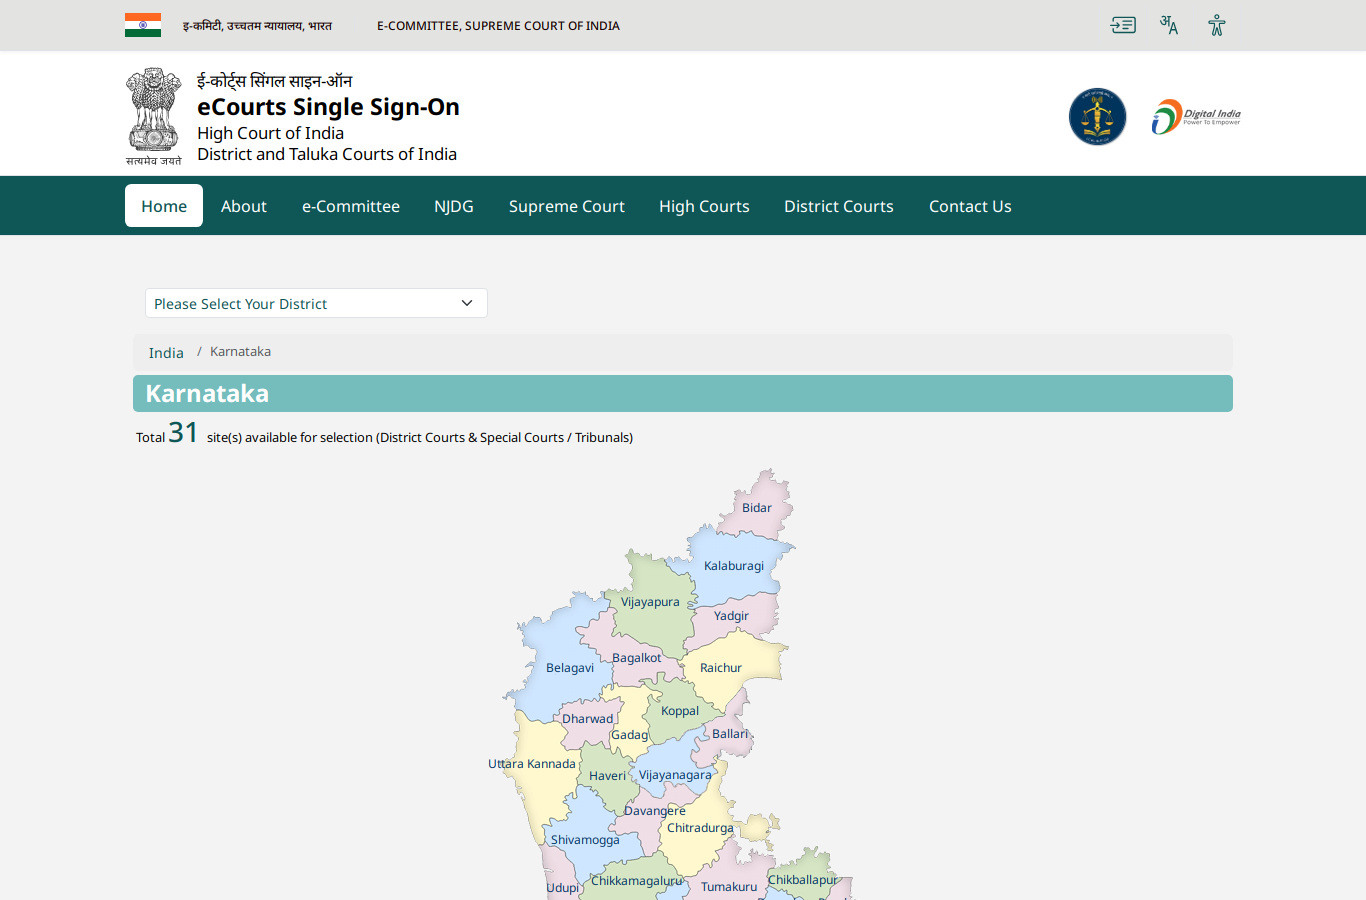 इ-कमिटी, उच्चतम न्यायालय, भारत
E-COMMITTEE, SUPREME COURT OF INDIA
अ A
ई-कोर्ट्स सिंगल साइन-ऑन
eCourts Single Sign-On
High Court of India
District and Taluka Courts of India
सत्यमेव जयते
Digital India
Power To Empower
Home
About
e-Committee
NJDG
Supreme Court
High Courts
District Courts
Contact Us
Please Select Your District
India / Karnataka
Karnataka
Total 31 site(s) available for selection (District Courts & Special Courts / Tribunals)
Bidar
Kalaburagi
Vijayapura
Yadgir
Bagalkot
Belagavi
Raichur
Koppal
Dharwad
Gadag
Ballari
Uttara Kannada
Haveri
Vijayanagara
Davangere
Chitradurga
Shivamogga
Chikkamagaluru
Chikballapur
Udupi
Tumakuru